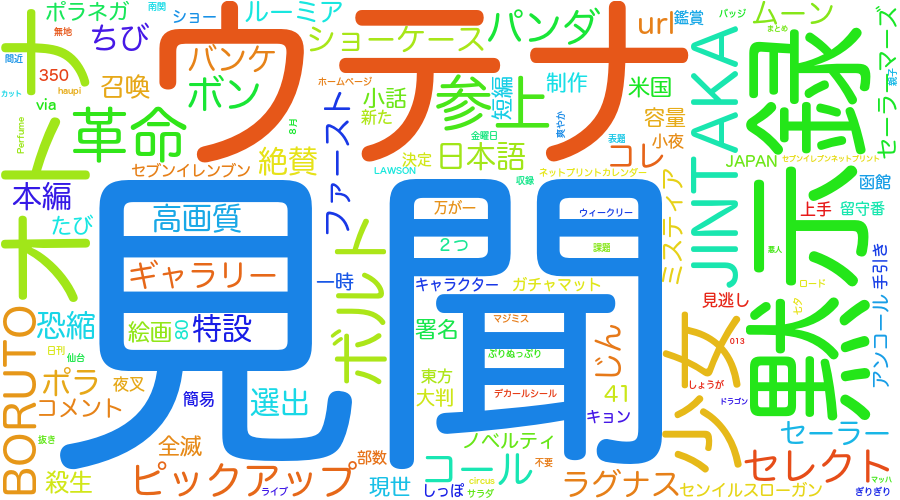 ポラネガ
ショー
南関
ルーミア
ウテナ
パンダ
url
鑑賞
バッジ
ムーン
まとめ
オトナ
無地
ちび
バンケ
ショーケース
米国
セーラーマーズ
親子
間近
350
カット
haupi
ホームページ
via
召喚
ボン
小話
新た
参上
短編
制作
容量
小夜
JINTAKA
黙示録
Perfume
革命
8月
絶賛
決定
日本語
金曜日
爽やか
表題
コレ
JAPAN
セブンイレブンネットプリント
セブンイレブン
LAWSON
収録
ネットプリントカレンダー
函館
本編
ファースト
見聞
たび
高画質
万が一
ウィークリー
上手
留守番
2つ
課題
ミスティア
悪人
手引き
ギャラリー
一時
キャラクター
ガチャマット
ロード
見逃し
七夕
アンコール
BORUTO
恐縮
絵画
80
特設
ボルト
署名
マジミス
じん
少女
013
日刊
仙台
ぷりぬっぷり
ポラ
夜叉
東方
しょうが
コメント
簡易
選出
大判
デカールシール
41
ドラゴン
キョン
抜き
全滅
ノベルティ
セーラー
殺生
ピックアップ
部数
コール
不要
セレクト
現世
しっぽ
circus
サラダ
ラグナス
センイルスローガン
マッハ
ライブ
ぎりぎり